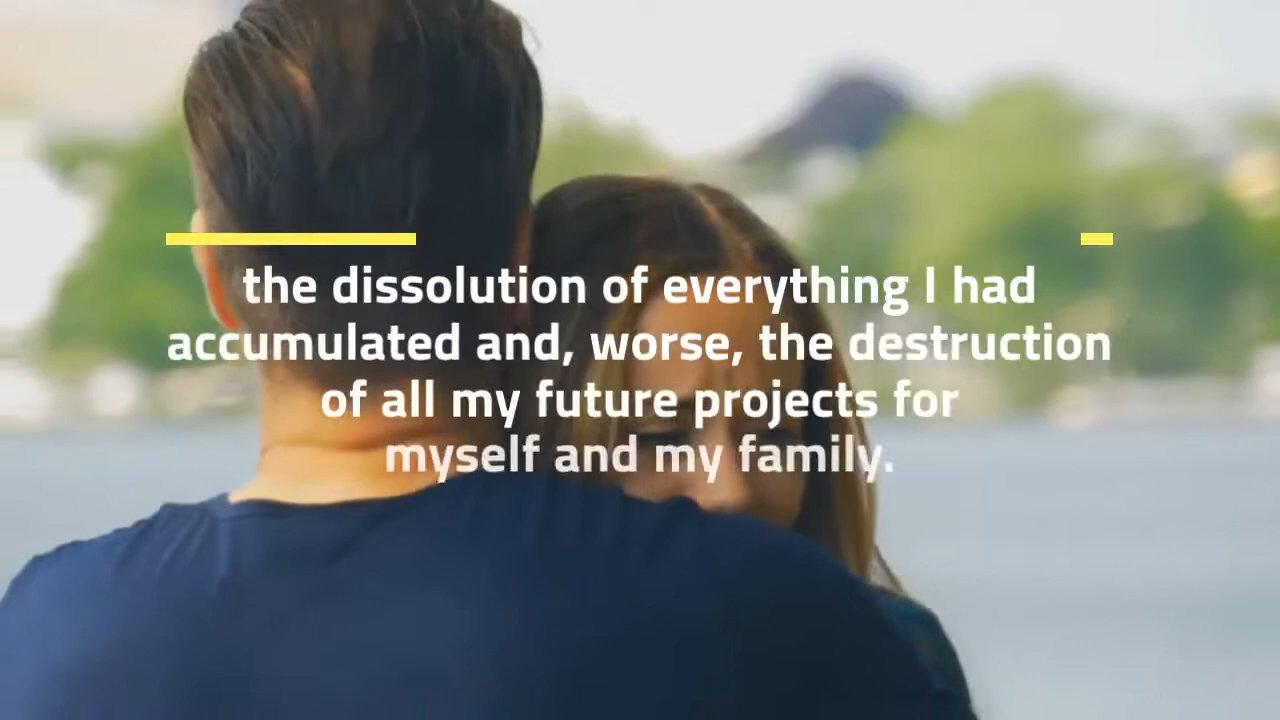 the dissolution of everything I had
accumulated and, worse, the destruction
of all my future projects for
myself and my family.